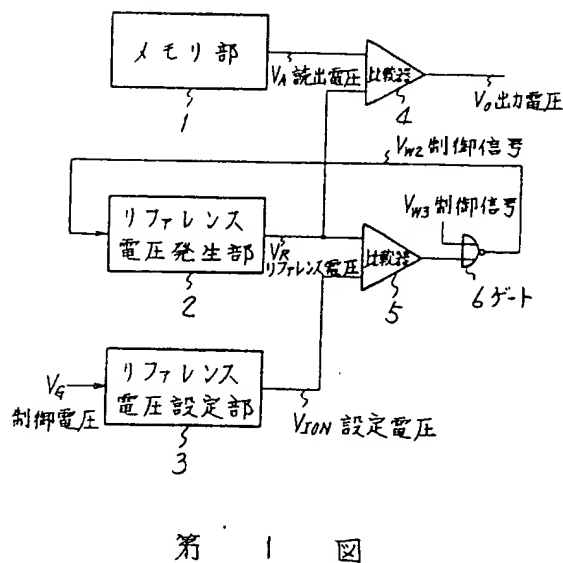 メモリ部
1
V_A 読出電圧
比較器
4
V_O 出力電圧
V_W2 制御信号
V_W3 制御信号
リファレンス
電圧発生部
2
V_R
リファレンス電圧
比較器
5
6 ゲート
V_G
制御電圧
リファレンス
電圧設定部
3
V_ION 設定電圧
第 1 図